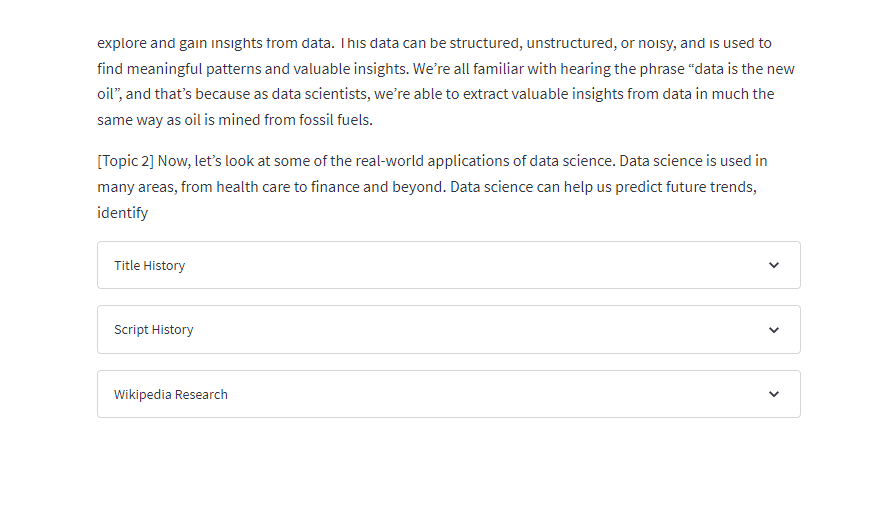 explore and gain insights from data. This data can be structured, unstructured, or noisy, and is used to
find meaningful patterns and valuable insights. We’re all familiar with hearing the phrase “data is the new
oil”, and that’s because as data scientists, we’re able to extract valuable insights from data in much the
same way as oil is mined from fossil fuels.
[Topic 2] Now, let’s look at some of the real-world applications of data science. Data science is used in
many areas, from health care to finance and beyond. Data science can help us predict future trends,
identify
Title History
Script History
Wikipedia Research